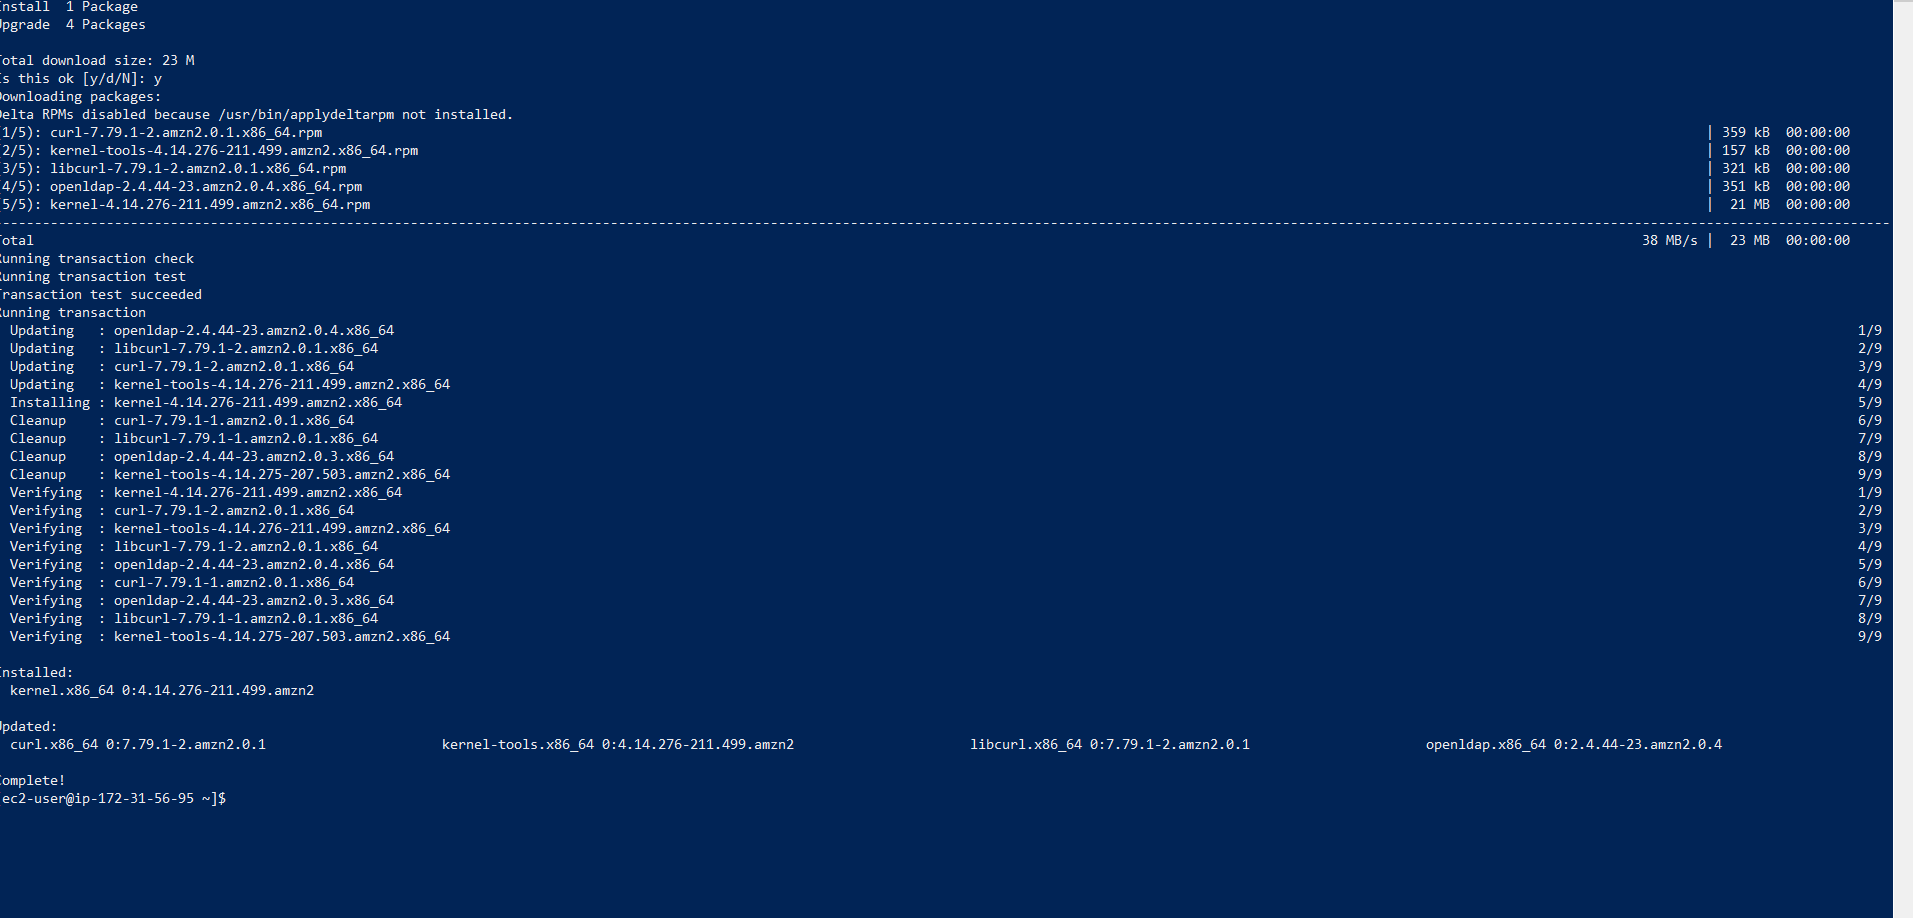 nstall  1 Package
pgrade  4 Packages
otal download size: 23 M
s this ok [y/d/N]: y
ownloading packages:
elta RPMs disabled because /usr/bin/applydeltarpm not installed.
1/5): curl-7.79.1-2.amzn2.0.1.x86_64.rpm | 359 kB  00:00:00
2/5): kernel-tools-4.14.276-211.499.amzn2.x86_64.rpm | 157 kB  00:00:00
3/5): libcurl-7.79.1-2.amzn2.0.1.x86_64.rpm | 321 kB  00:00:00
4/5): openldap-2.4.44-23.amzn2.0.4.x86_64.rpm | 351 kB  00:00:00
5/5): kernel-4.14.276-211.499.amzn2.x86_64.rpm |  21 MB  00:00:00
otal 38 MB/s |  23 MB  00:00:00
unning transaction check
unning transaction test
ransaction test succeeded
unning transaction
Updating   : openldap-2.4.44-23.amzn2.0.4.x86_64 1/9
Updating   : libcurl-7.79.1-2.amzn2.0.1.x86_64 2/9
Updating   : curl-7.79.1-2.amzn2.0.1.x86_64 3/9
Updating   : kernel-tools-4.14.276-211.499.amzn2.x86_64 4/9
Installing : kernel-4.14.276-211.499.amzn2.x86_64 5/9
Cleanup    : curl-7.79.1-1.amzn2.0.1.x86_64 6/9
Cleanup    : libcurl-7.79.1-1.amzn2.0.1.x86_64 7/9
Cleanup    : openldap-2.4.44-23.amzn2.0.3.x86_64 8/9
Cleanup    : kernel-tools-4.14.275-207.503.amzn2.x86_64 9/9
Verifying  : kernel-4.14.276-211.499.amzn2.x86_64 1/9
Verifying  : curl-7.79.1-2.amzn2.0.1.x86_64 2/9
Verifying  : kernel-tools-4.14.276-211.499.amzn2.x86_64 3/9
Verifying  : libcurl-7.79.1-2.amzn2.0.1.x86_64 4/9
Verifying  : openldap-2.4.44-23.amzn2.0.4.x86_64 5/9
Verifying  : curl-7.79.1-1.amzn2.0.1.x86_64 6/9
Verifying  : openldap-2.4.44-23.amzn2.0.3.x86_64 7/9
Verifying  : libcurl-7.79.1-1.amzn2.0.1.x86_64 8/9
Verifying  : kernel-tools-4.14.275-207.503.amzn2.x86_64 9/9
nstalled:
kernel.x86_64 0:4.14.276-211.499.amzn2
pdated:
curl.x86_64 0:7.79.1-2.amzn2.0.1 kernel-tools.x86_64 0:4.14.276-211.499.amzn2 libcurl.x86_64 0:7.79.1-2.amzn2.0.1 openldap.x86_64 0:2.4.44-23.amzn2.0.4
omplete!
ec2-user@ip-172-31-56-95 ~]$